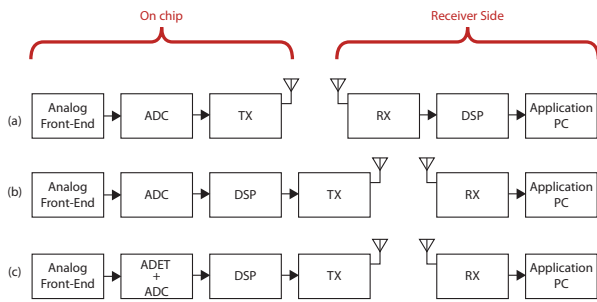 On chip
Receiver Side
(a)
Analog
Front-End
ADC
TX
RX
DSP
Application
PC
(b)
Analog
Front-End
ADC
DSP
TX
RX
Application
PC
(c)
Analog
Front-End
ADET
+
ADC
DSP
TX
RX
Application
PC